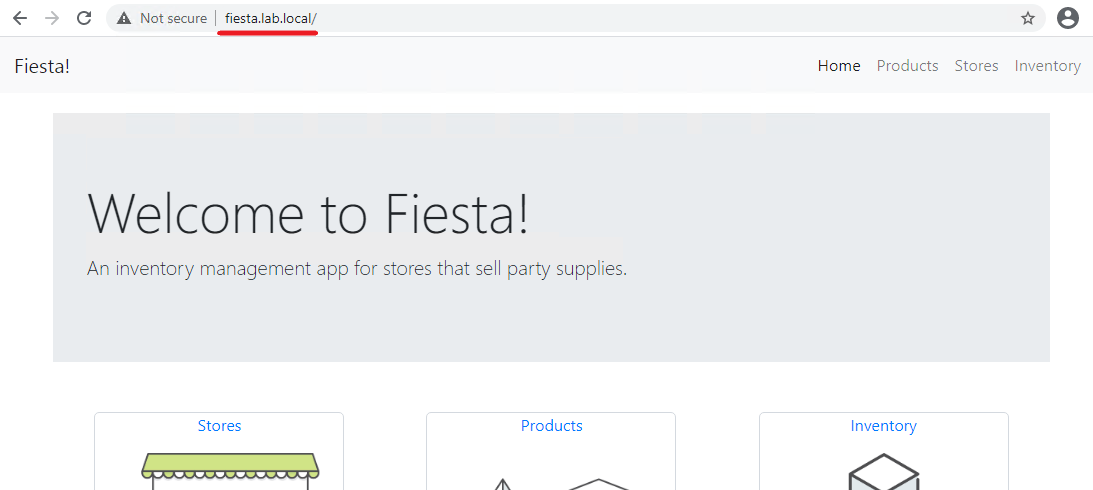 Not secure fiesta.lab.local/
Fiesta! Home Products Stores Inventory
Welcome to Fiesta!
An inventory management app for stores that sell party supplies.
Stores Products Inventory